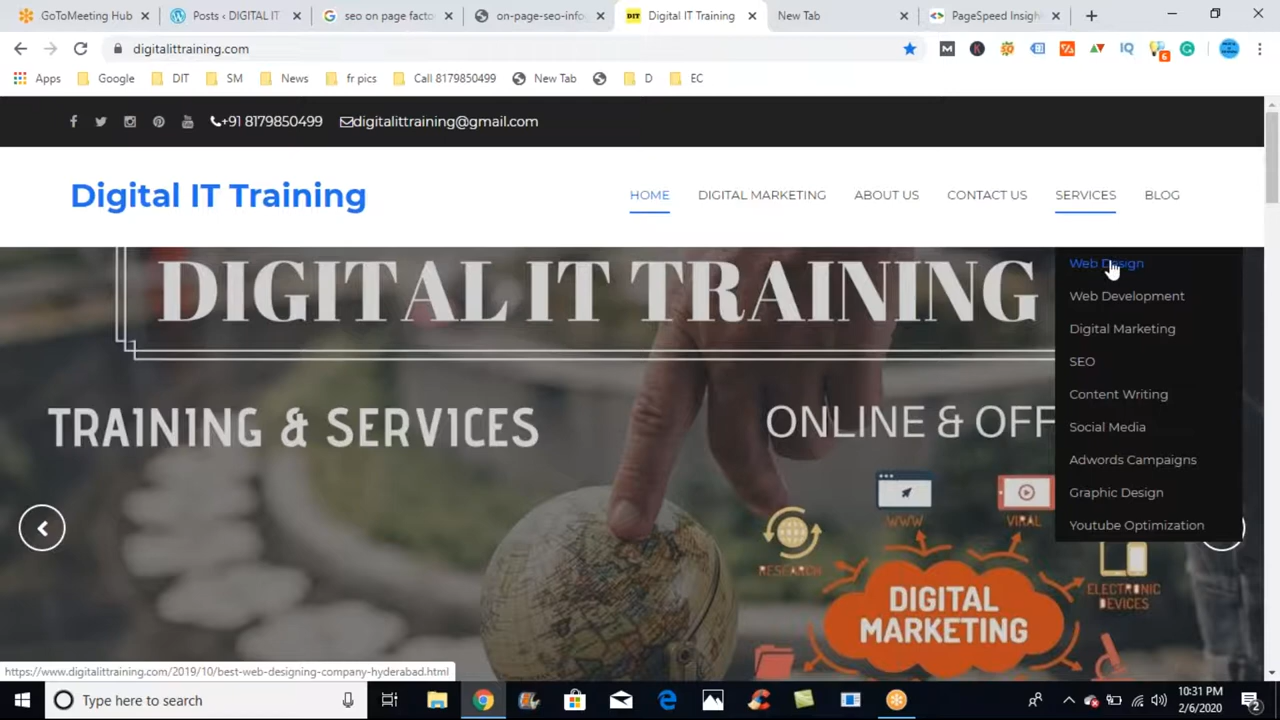 GoToMeeting Hub
Posts ‹ DIGITAL IT
seo on page facto
on-page-seo-info
DIT
Digital IT Training
New Tab
PageSpeed Insigh
digitalittraining.com
IQ
6
Apps
Google
DIT
SM
News
fr pics
Call 8179850499
New Tab
D
EC
+91 8179850499
digitalittraining@gmail.com
Digital IT Training
HOME
DIGITAL MARKETING
ABOUT US
CONTACT US
SERVICES
BLOG
DIGITAL IT TRAINING
Web Design
Web Development
Digital Marketing
SEO
Content Writing
Social Media
Adwords Campaigns
Graphic Design
Youtube Optimization
TRAINING & SERVICES
ONLINE & OFF
WWW
VIRAL
RESEARCH
ELECTRONIC
DEVICES
DIGITAL
MARKETING
https://www.digitalittraining.com/2019/10/best-web-designing-company-hyderabad.html
Type here to search
10:31 PM
2/6/2020
2